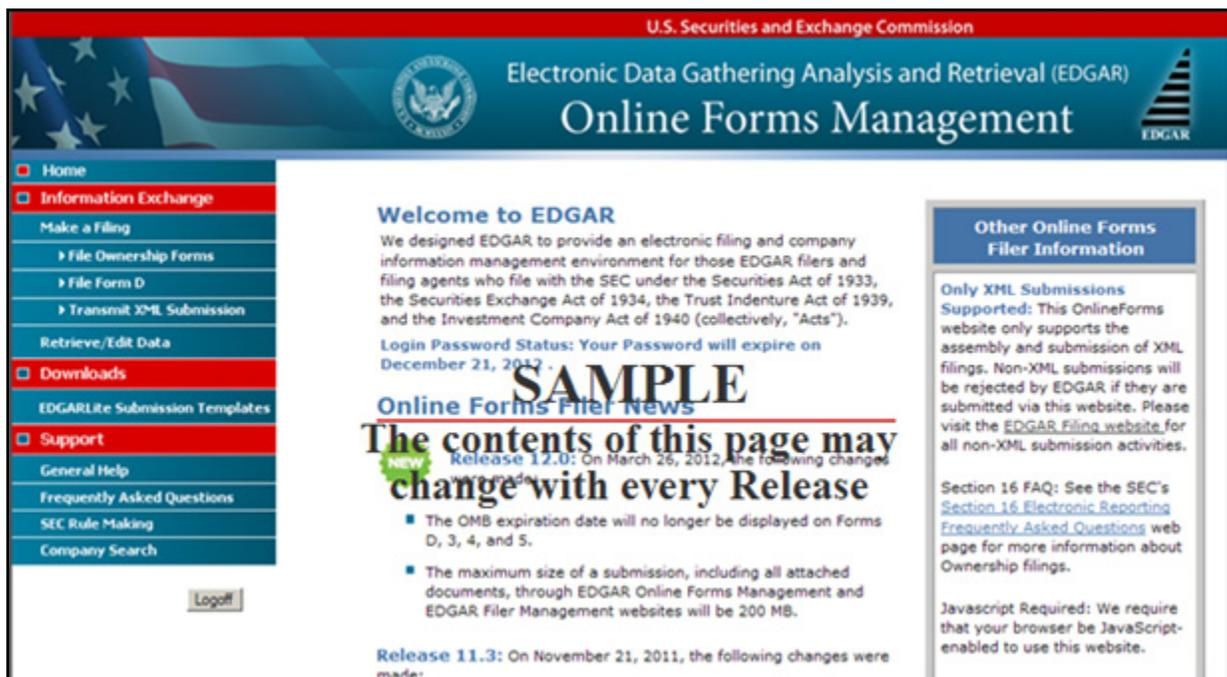 U.S. Securities and Exchange Commission
Electronic Data Gathering Analysis and Retrieval (EDGAR)
Online Forms Management
EDGAR
Home
Information Exchange
Make a Filing
File Ownership Forms
File Form D
Transmit XML Submission
Retrieve/Edit Data
Downloads
EDGARLite Submission Templates
Support
General Help
Frequently Asked Questions
SEC Rule Making
Company Search
Logoff
Welcome to EDGAR
We designed EDGAR to provide an electronic filing and company
information management environment for those EDGAR filers and
filing agents who file with the SEC under the Securities Act of 1933,
the Securities Exchange Act of 1934, the Trust Indenture Act of 1939,
and the Investment Company Act of 1940 (collectively, "Acts").
Login Password Status: Your Password will expire on
December 21, 2012 .
SAMPLE
Online Forms Filer News
The contents of this page may
change with every Release
NEW
Release 12.0: On March 26, 2012, the following changes
were made:
The OMB expiration date will no longer be displayed on Forms
D, 3, 4, and 5.
The maximum size of a submission, including all attached
documents, through EDGAR Online Forms Management and
EDGAR Filer Management websites will be 200 MB.
Release 11.3: On November 21, 2011, the following changes were
made:
Other Online Forms
Filer Information
Only XML Submissions
Supported: This OnlineForms
website only supports the
assembly and submission of XML
filings. Non-XML submissions will
be rejected by EDGAR if they are
submitted via this website. Please
visit the EDGAR Filing website for
all non-XML submission activities.
Section 16 FAQ: See the SEC's
Section 16 Electronic Reporting
Frequently Asked Questions web
page for more information about
Ownership filings.
Javascript Required: We require
that your browser be JavaScript-
enabled to use this website.